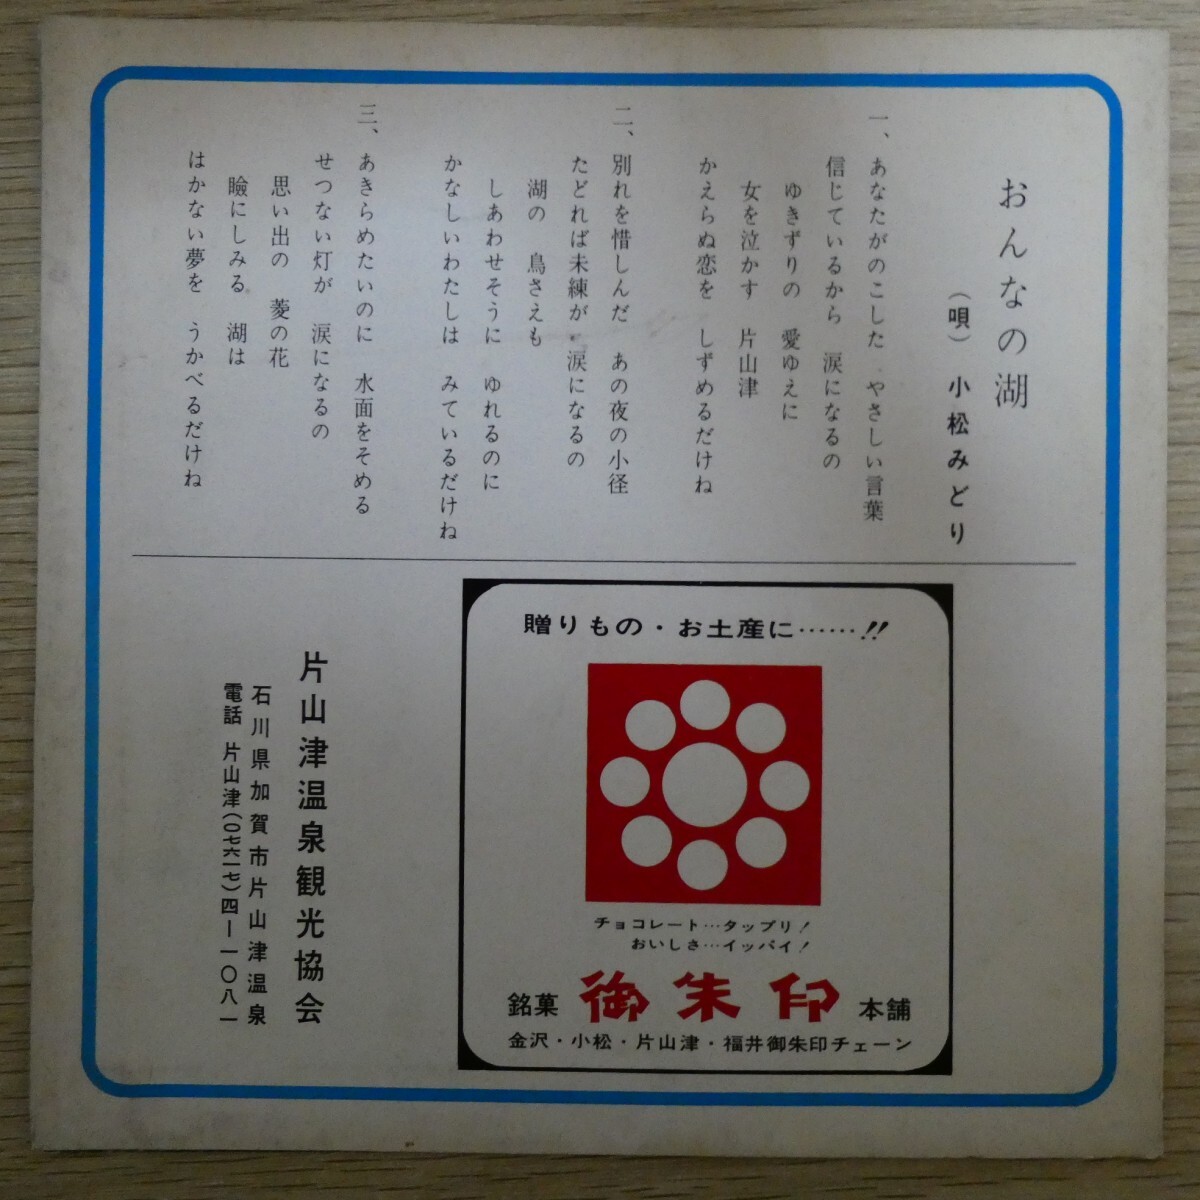 おんなの湖
（唄）小松みどり
一、あなたがのこした やさしい言葉
信じているから 涙になるの
ゆきずりの 愛ゆえに
女を泣かす 片山津
かえらぬ恋を しずめるだけね
二、別れを惜しんだ あの夜の小径
たどれば未練が 涙になるの
湖の 鳥さえも
しあわせそうに ゆれるのに
かなしいわたしは みているだけね
三、あきらめたいのに 水面をそめる
せつない灯が 涙になるの
思い出の 菱の花
瞼にしみる 湖は
はかない夢を うかべるだけね
贈りもの・お土産に……!!
チョコレート…タップリ!
おいしさ…イッパイ!
銘菓 御朱印 本舗
金沢・小松・片山津・福井御朱印チェーン
片山津温泉観光協会
石川県加賀市片山津温泉
電話 片山津(〇七六一七)四―一〇八一